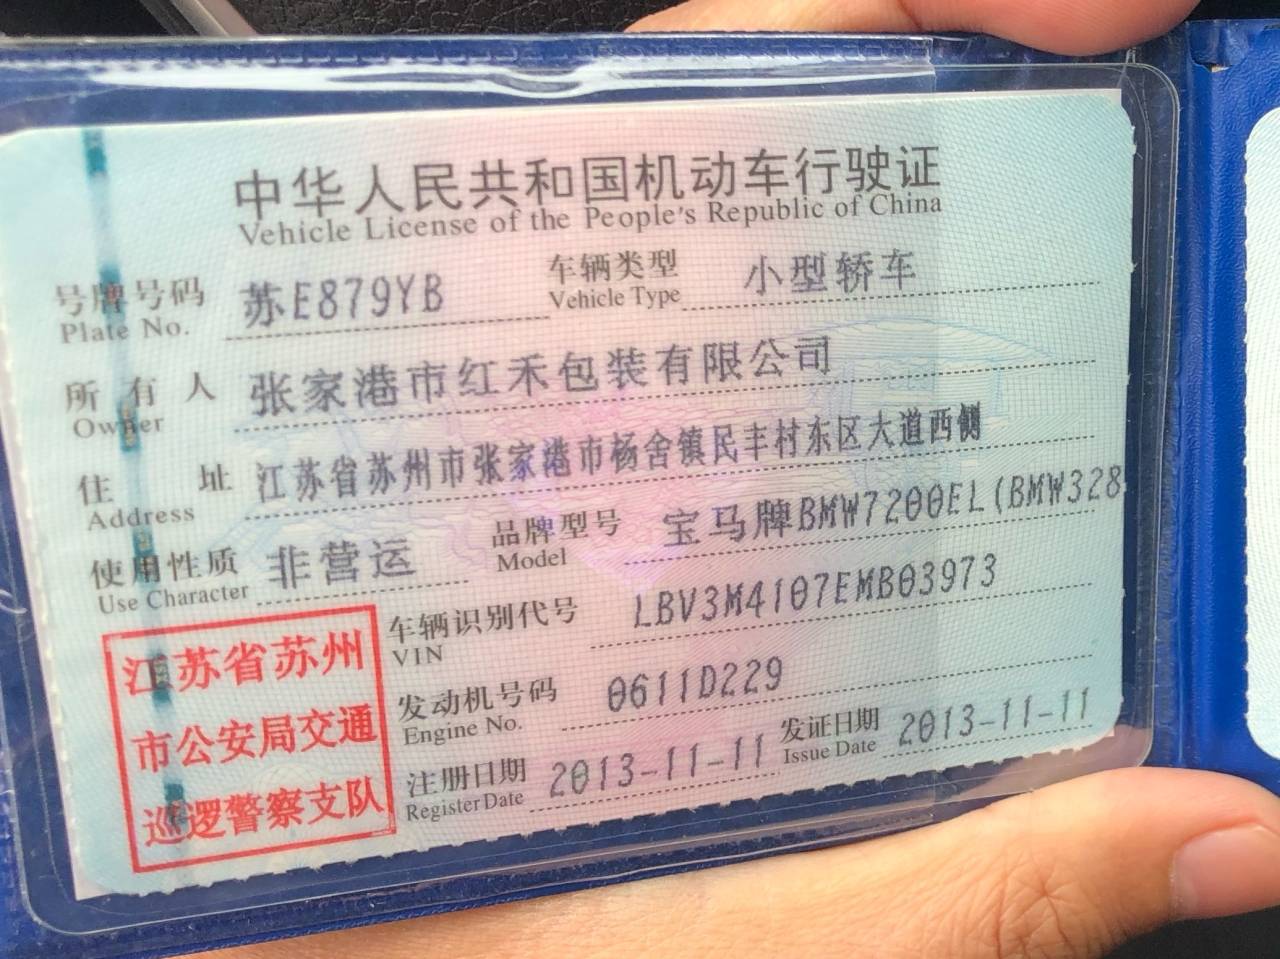 中华人民共和国机动车行驶证
Vehicle License of the People's Republic of China
号牌号码 苏E879YB 车辆类型 小型轿车
Plate No. Vehicle Type
所有人 张家港市红禾包装有限公司
Owner
住址 江苏省苏州市张家港市杨舍镇民丰村东区大道西侧
Address
使用性质 非营运 品牌型号 宝马牌BMW7200EL(BMW328
Use Character Model
车辆识别代号 LBV3M4107EMB03973
VIN
发动机号码 0611D229
Engine No.
注册日期 2013-11-11 发证日期 2013-11-11
Register Date Issue Date
江苏省苏州
市公安局交通
巡逻警察支队